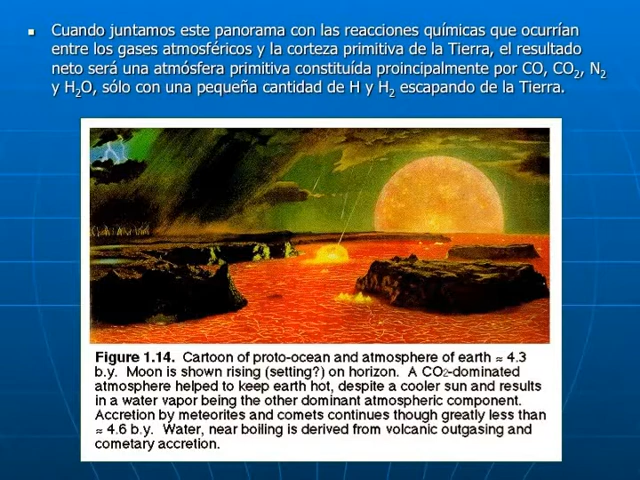 Cuando juntamos este panorama con las reacciones químicas que ocurrían
entre los gases atmosféricos y la corteza primitiva de la Tierra, el resultado
neto será una atmósfera primitiva constituída proincipalmente por CO, CO₂, N₂
y H₂O, sólo con una pequeña cantidad de H y H₂ escapando de la Tierra.
Figure 1.14. Cartoon of proto-ocean and atmosphere of earth ≈ 4.3
b.y. Moon is shown rising (setting?) on horizon. A CO₂-dominated
atmosphere helped to keep earth hot, despite a cooler sun and results
in a water vapor being the other dominant atmospheric component.
Accretion by meteorites and comets continues though greatly less than
≈ 4.6 b.y. Water, near boiling is derived from volcanic outgasing and
cometary accretion.